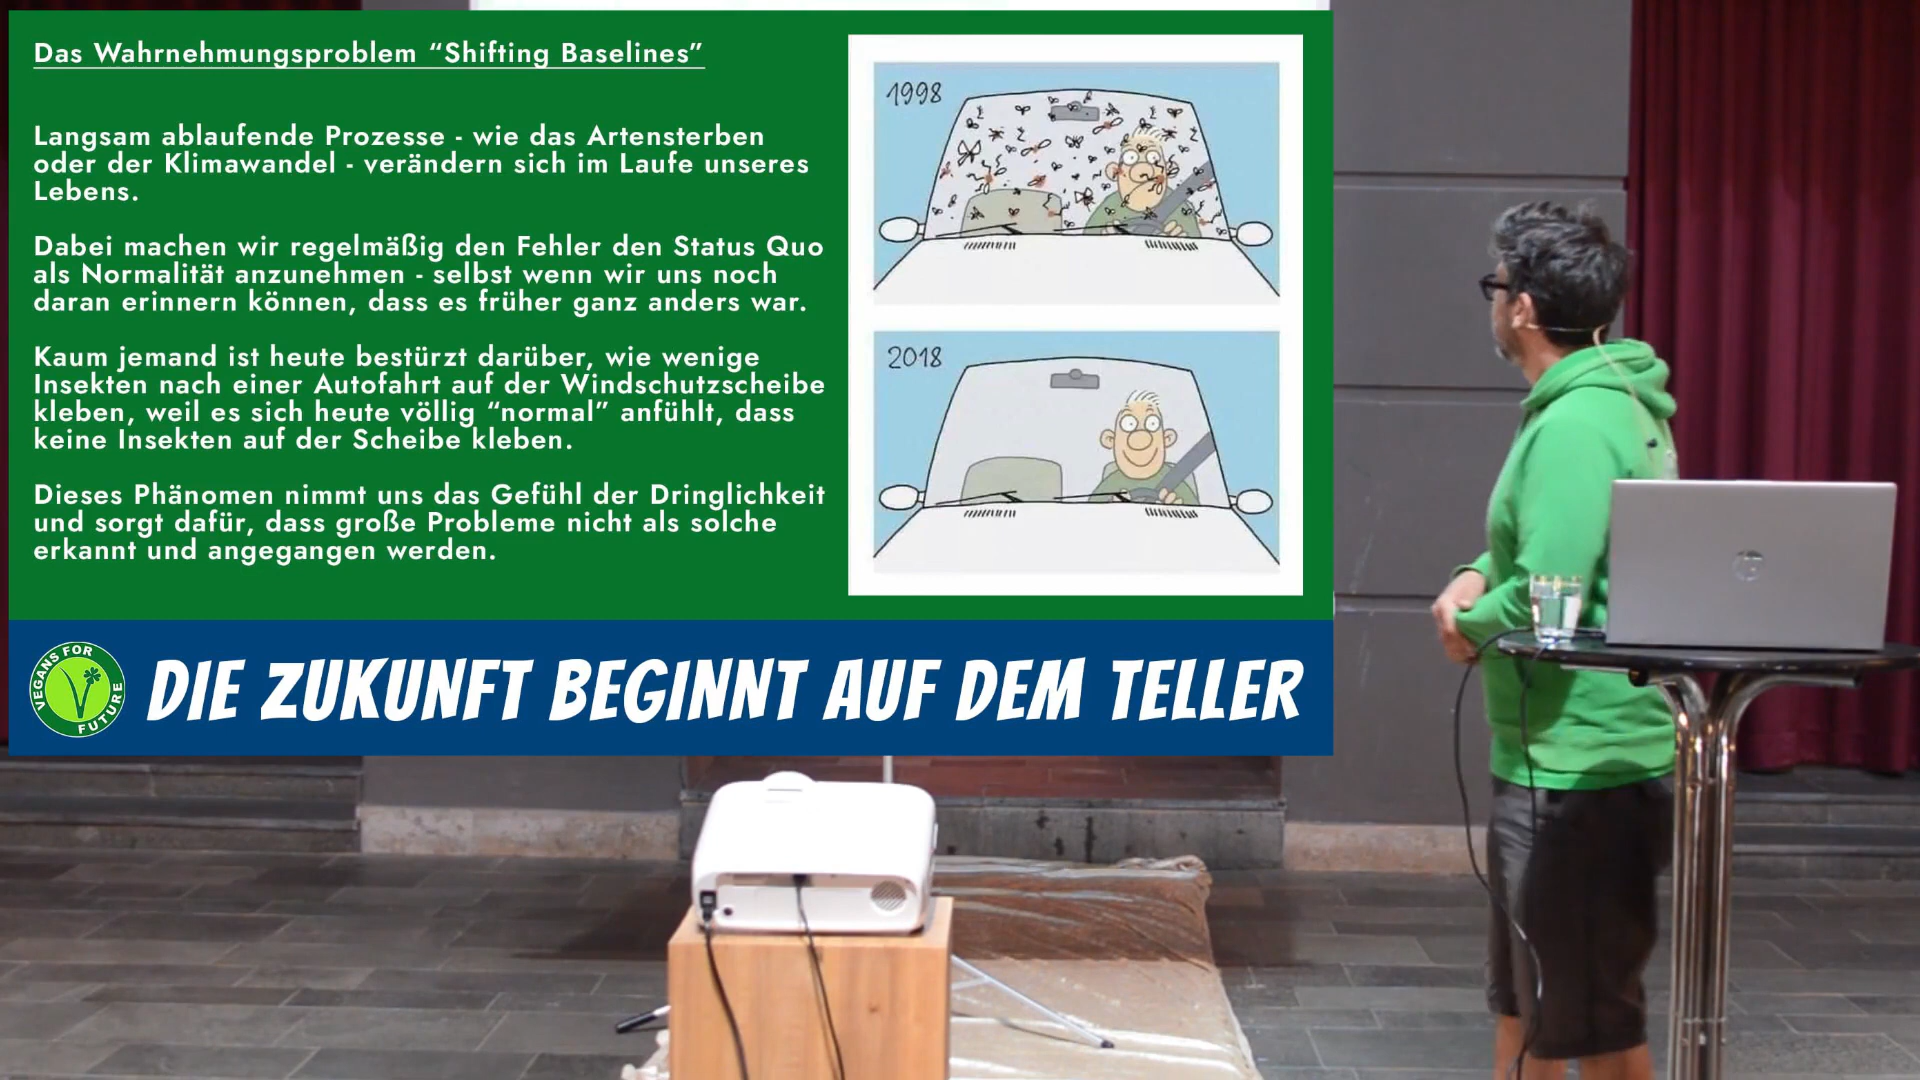 Das Wahrnehmungsproblem “Shifting Baselines”
Langsam ablaufende Prozesse - wie das Artensterben
oder der Klimawandel - verändern sich im Laufe unseres
Lebens.
Dabei machen wir regelmäßig den Fehler den Status Quo
als Normalität anzunehmen - selbst wenn wir uns noch
daran erinnern können, dass es früher ganz anders war.
Kaum jemand ist heute bestürzt darüber, wie wenige
Insekten nach einer Autofahrt auf der Windschutzscheibe
kleben, weil es sich heute völlig “normal” anfühlt, dass
keine Insekten auf der Scheibe kleben.
Dieses Phänomen nimmt uns das Gefühl der Dringlichkeit
und sorgt dafür, dass große Probleme nicht als solche
erkannt und angegangen werden.
1998
2018
VEGANS FOR
FUTURE
DIE ZUKUNFT BEGINNT AUF DEM TELLER